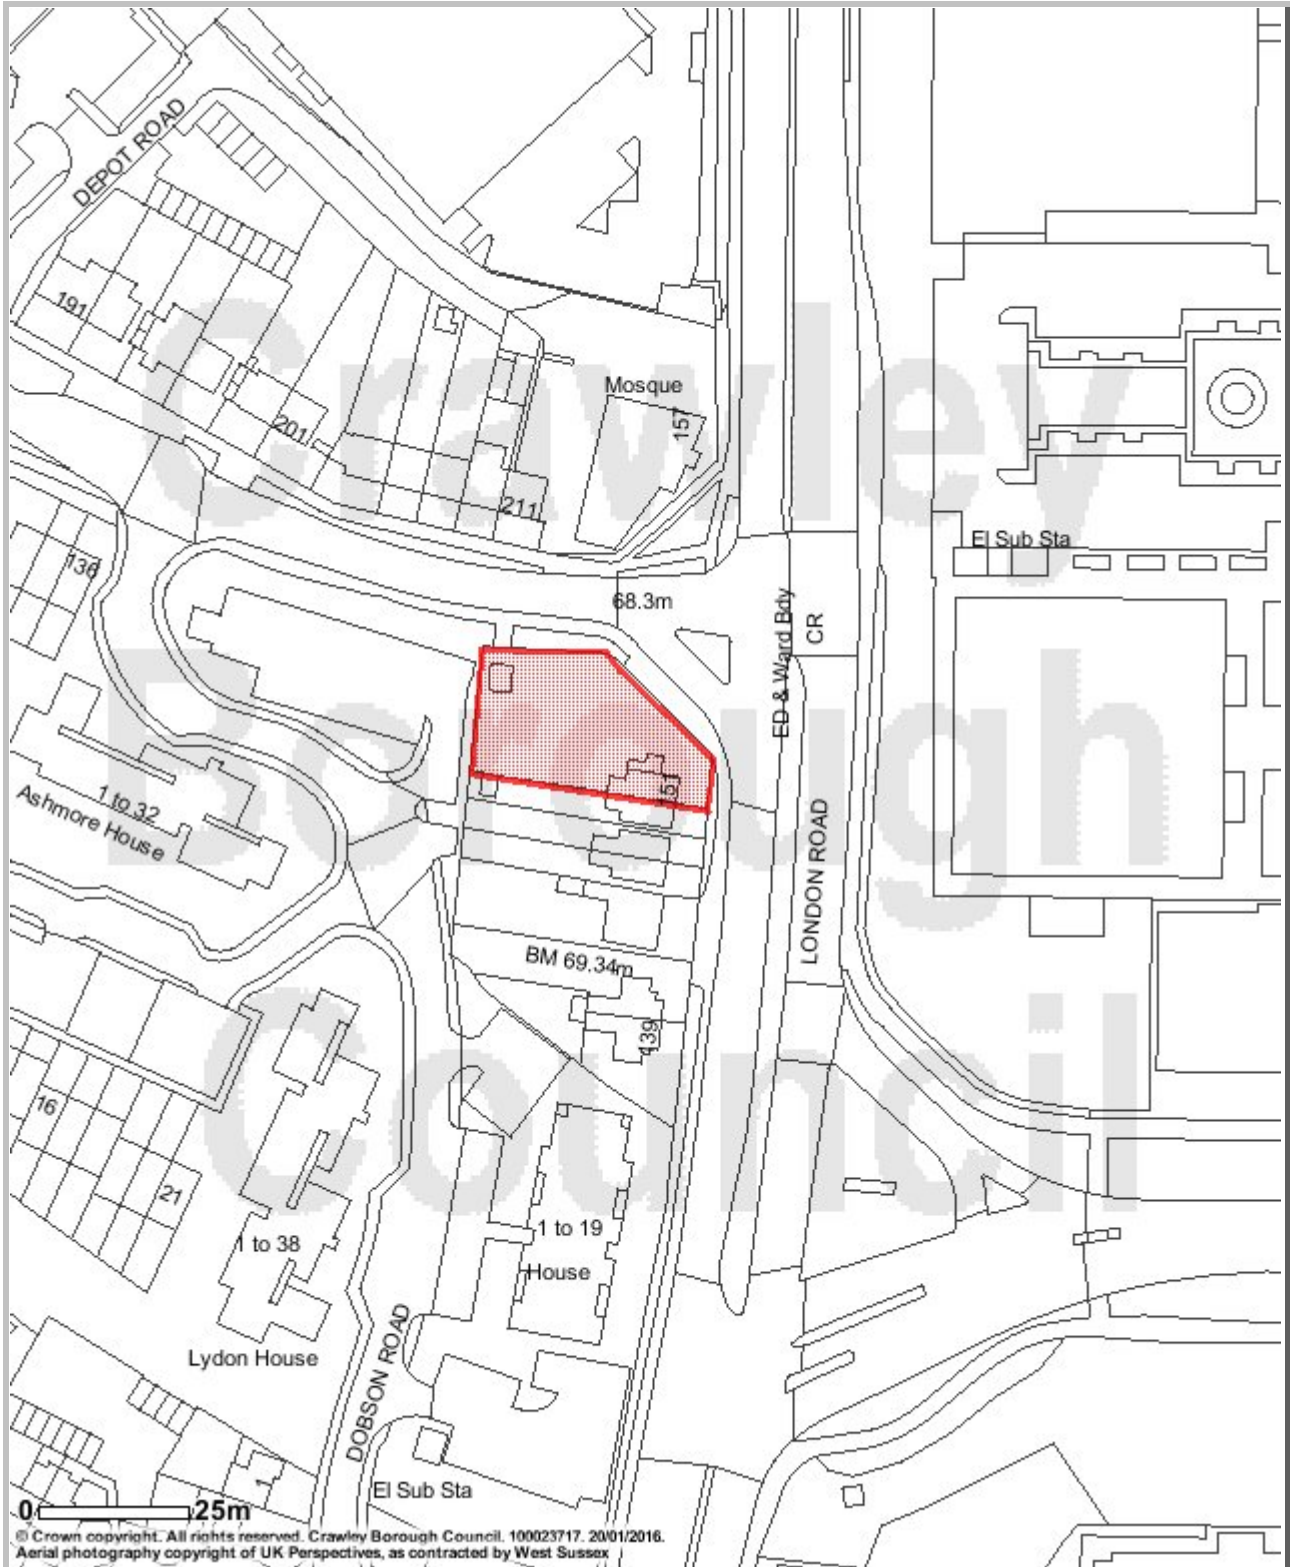 DEPOT ROAD
191
Mosque
157
201
211
El Sub Sta
136
68.3m
ED & Ward Bdy
CR
151
1 to 32
Ashmore House
LONDON ROAD
BM 69.34m
139
16
21
1 to 38
1 to 19
House
Lydon House
DOBSON ROAD
1
El Sub Sta
0 25m
Crawley
Borough
Council
© Crown copyright. All rights reserved. Crawley Borough Council. 100023717. 20/01/2016.
Aerial photography copyright of UK Perspectives, as contracted by West Sussex